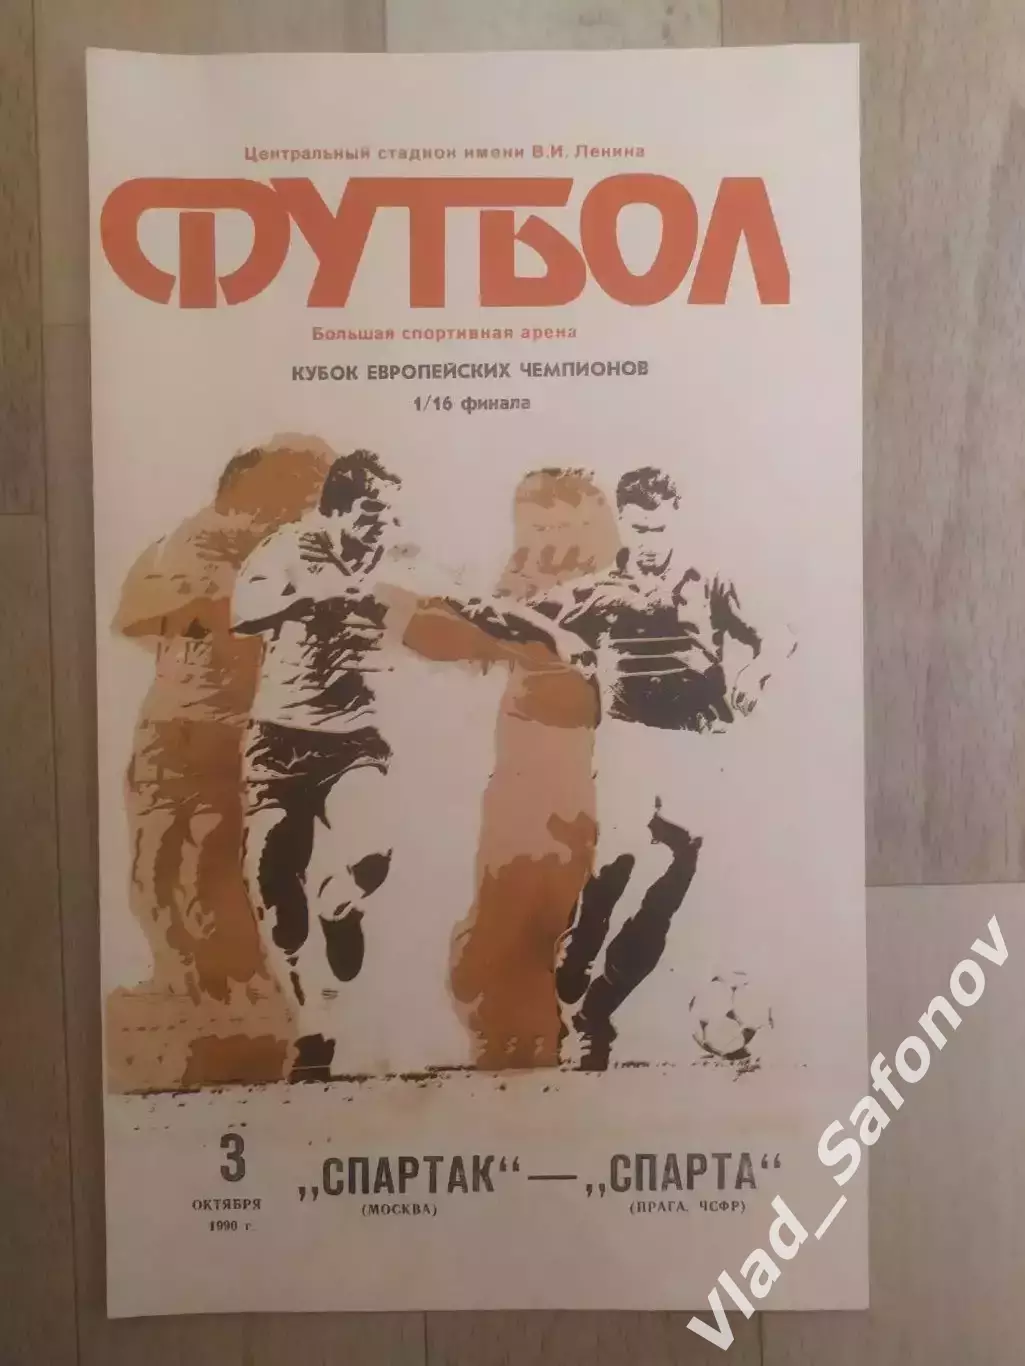 Центральный стадион имени В.И. Ленина
ФУТБОЛ
Большая спортивная арена
КУБОК ЕВРОПЕЙСКИХ ЧЕМПИОНОВ
1/16 финала
3
ОКТЯБРЯ
1990 г.
„СПАРТАК“ — „СПАРТА“
(МОСКВА) (ПРАГА, ЧСФР)
Vlad_Safonov